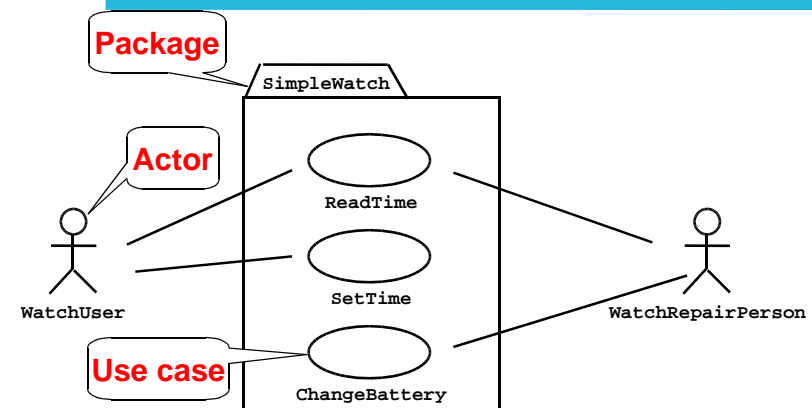 Package
SimpleWatch
Actor
ReadTime
SetTime
WatchUser
WatchRepairPerson
Use case
ChangeBattery